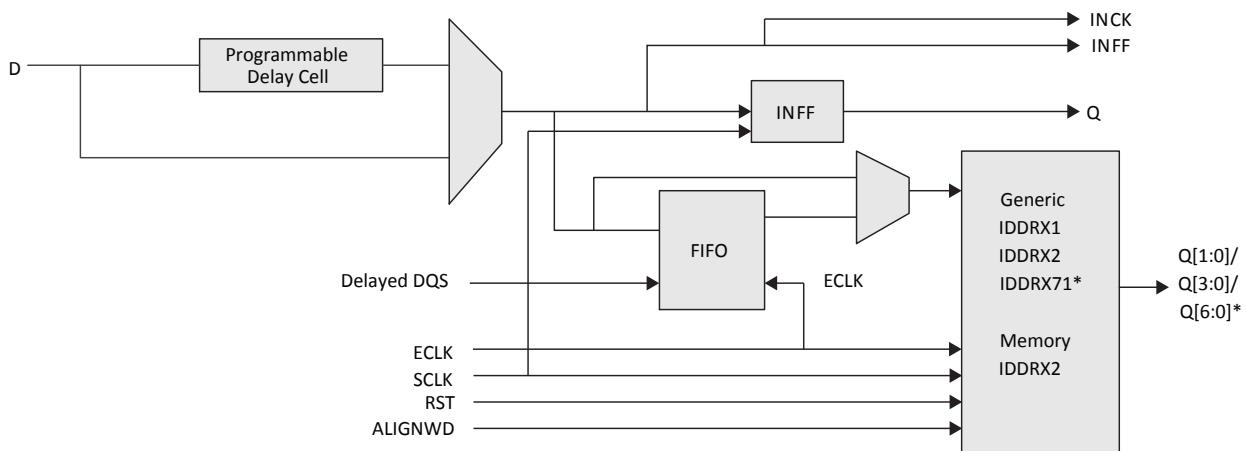 INCK
INFF
D
Programmable
Delay Cell
INFF
Q
FIFO
Generic
IDDRX1
IDDRX2
IDDRX71*
Memory
IDDRX2
Q[1:0]/
Q[3:0]/
Q[6:0]*
Delayed DQS
ECLK
ECLK
SCLK
RST
ALIGNWD